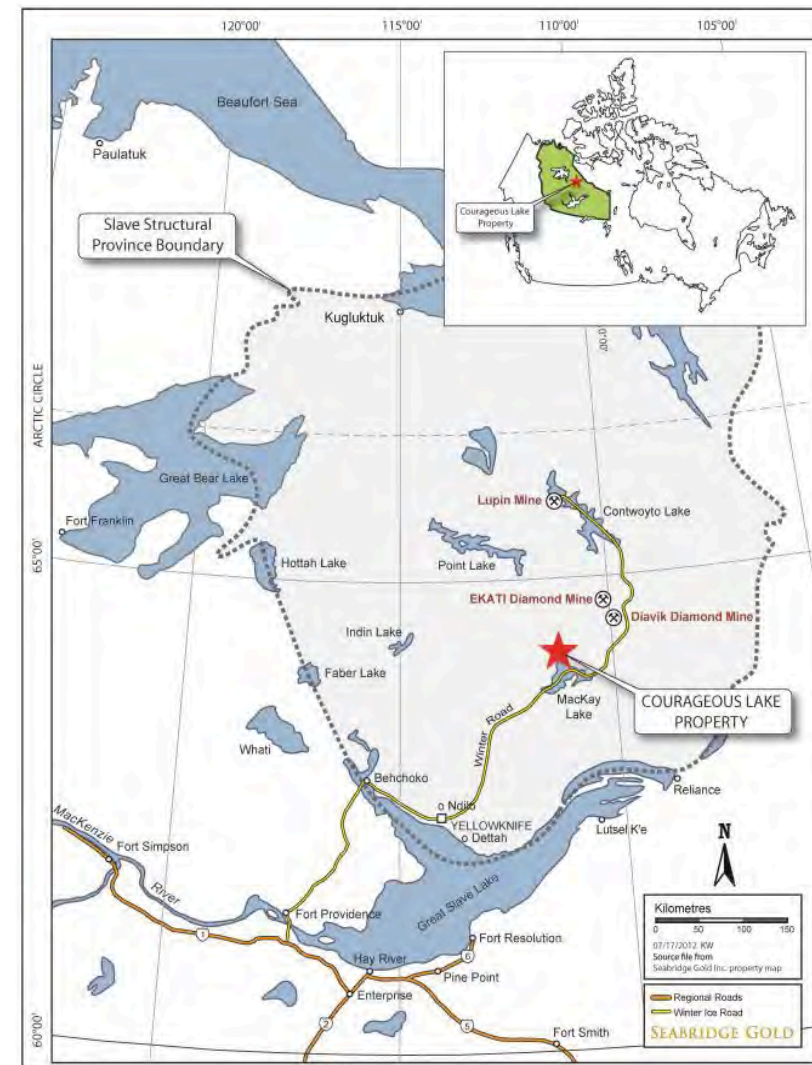 120°00'
115°00'
110°00'
105°00'
Beaufort Sea
Paulatuk
Courageous Lake
Property
Slave Structural
Province Boundary
Kugluktuk
ARCTIC CIRCLE
Great Bear Lake
Lupin Mine
Contwoyto Lake
Fort Franklin
65°00'
Hottah Lake
Point Lake
EKATI Diamond Mine
Diavik Diamond Mine
Indin Lake
Faber Lake
COURAGEOUS LAKE
PROPERTY
MacKay
Lake
Winter Road
Whati
Behchoko
Reliance
Ndilo
YELLOWKNIFE
Dettah
Lutsel K'e
MacKenzie
River
Fort Simpson
N
Great Slave Lake
Fort Providence
Kilometres
0 50 100 150
07/17/2012 KW
Source file from
Seabridge Gold Inc. property map
1
Fort Resolution
6
Hay River
Pine Point
Enterprise
2
5
Fort Smith
60°00'
Regional Roads
Winter Ice Road
SEABRIDGE GOLD